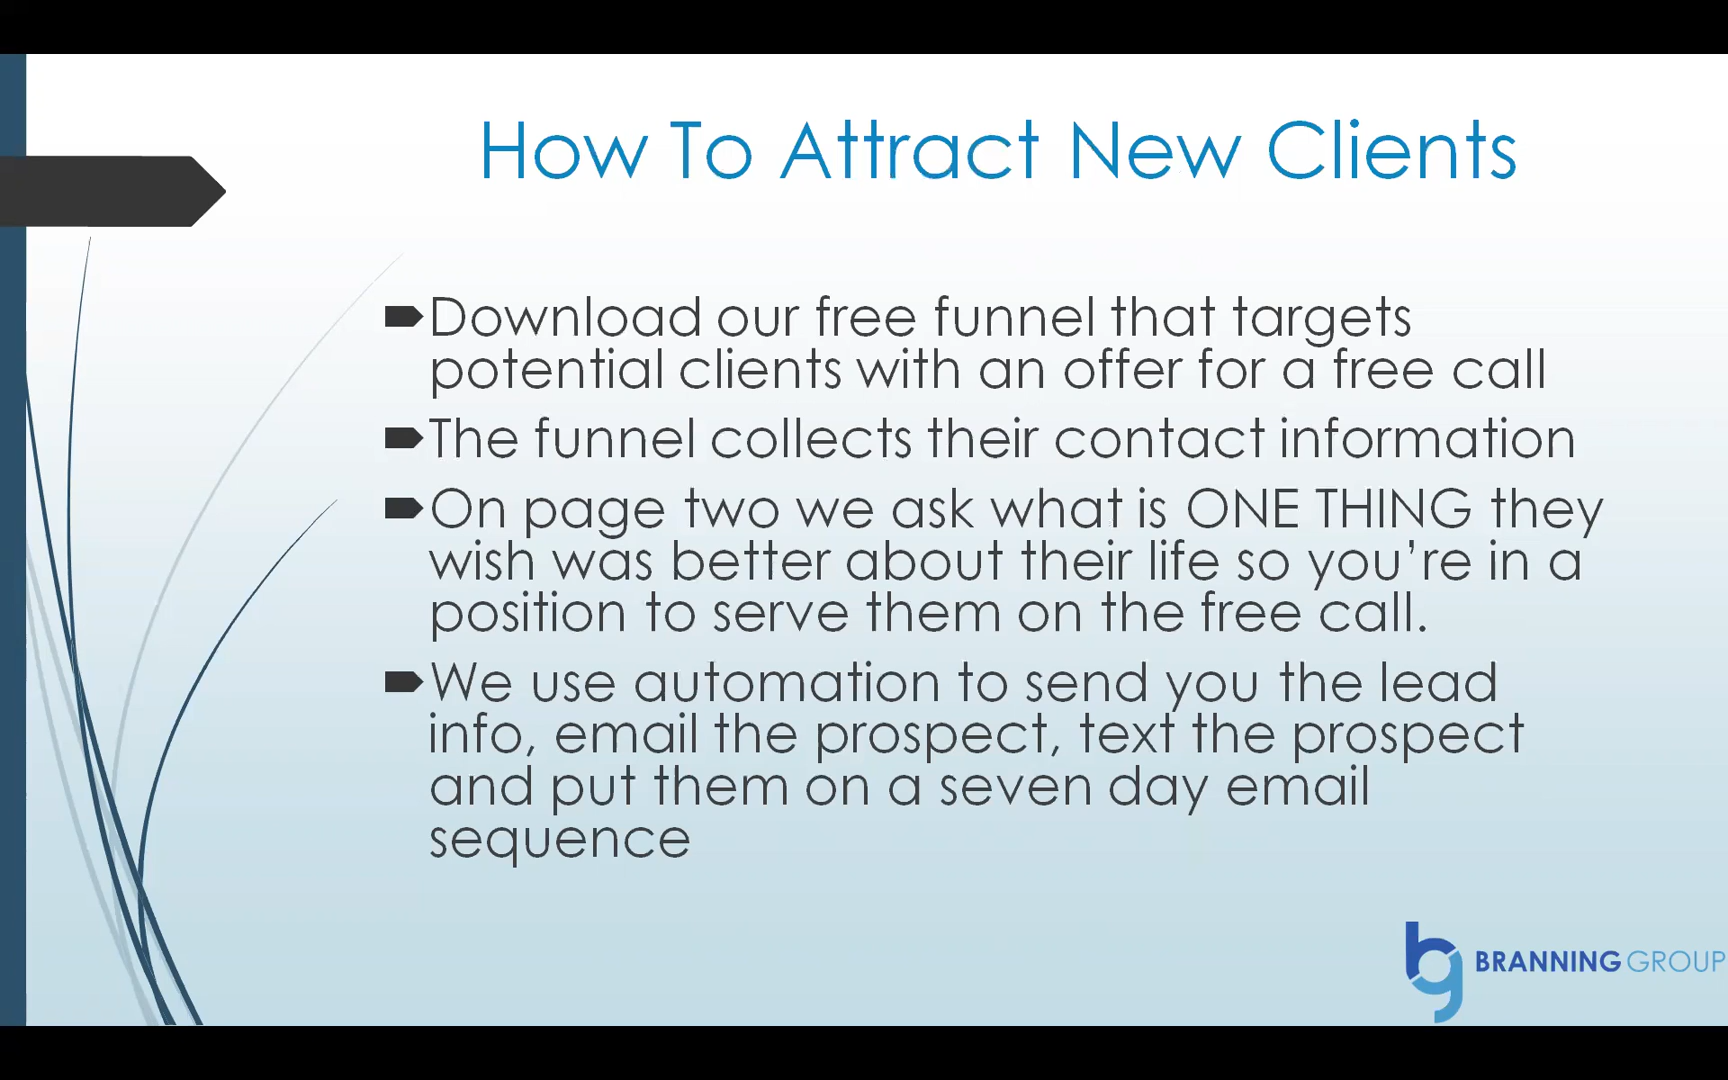 How To Attract New Clients
Download our free funnel that targets
potential clients with an offer for a free call
The funnel collects their contact information
On page two we ask what is ONE THING they
wish was better about their life so you’re in a
position to serve them on the free call.
We use automation to send you the lead
info, email the prospect, text the prospect
and put them on a seven day email
sequence
bg BRANNING GROUP